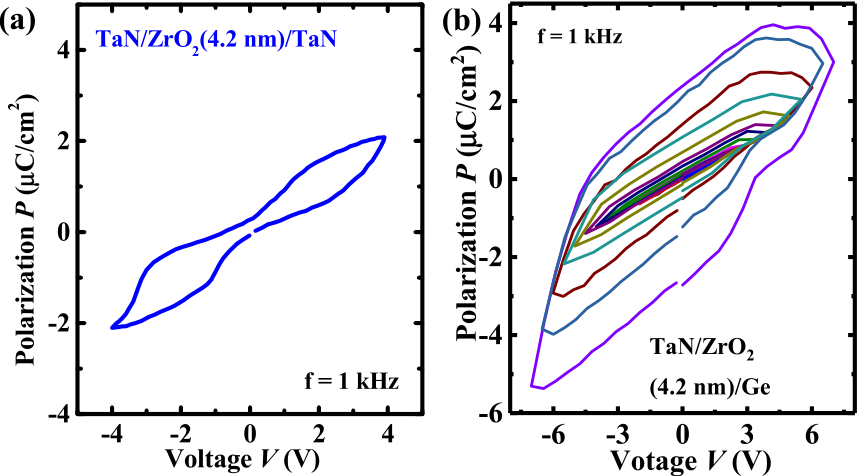 (a)
TaN/ZrO₂(4.2 nm)/TaN
Polarization P (μC/cm²)
4
2
0
-2
-4
-4 -2 0 2 4
Voltage V (V)
f = 1 kHz
(b)
f = 1 kHz
Polarization P (μC/cm²)
4
2
0
-2
-4
-6
-6 -3 0 3 6
Votage V (V)
TaN/ZrO₂
(4.2 nm)/Ge